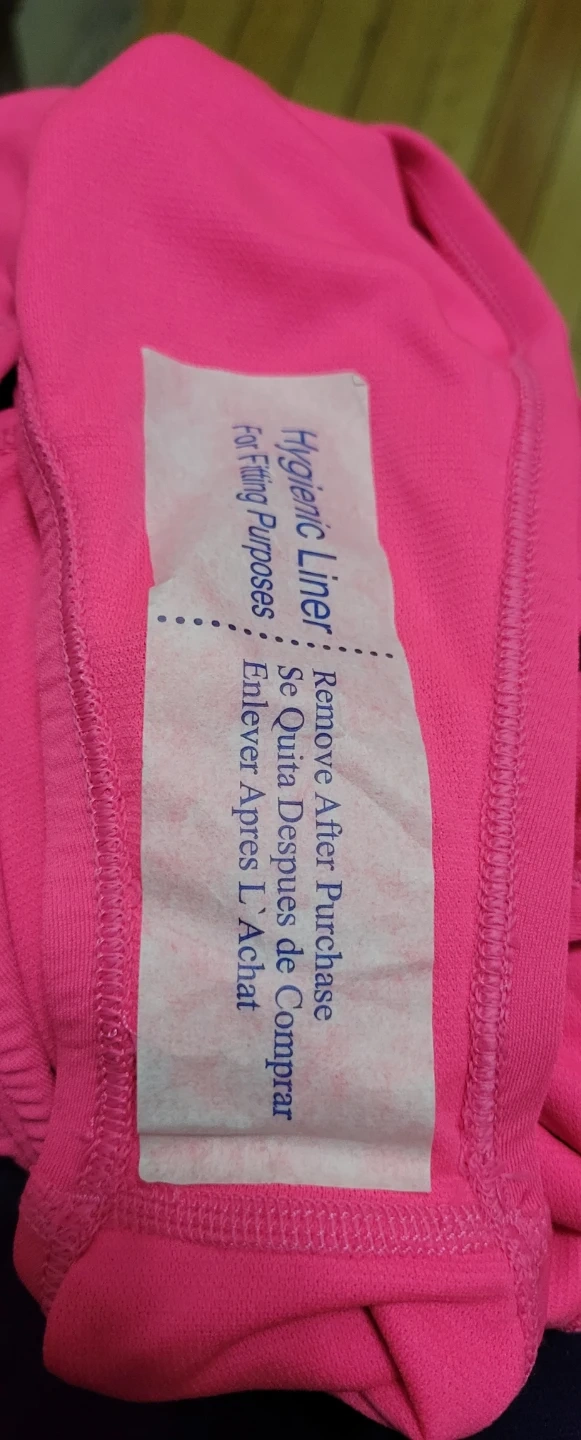 Hygienic Liner
For Fitting Purposes
Remove After Purchase
Se Quita Despues de Comprar
Enlever Apres L`Achat